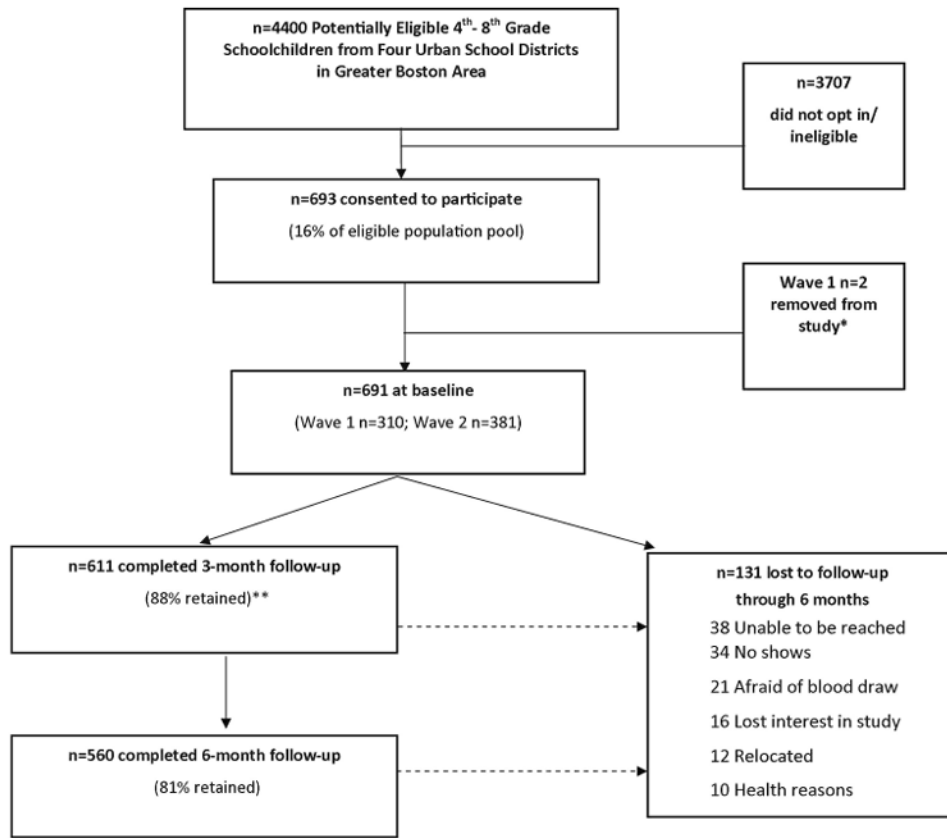 n=4400 Potentially Eligible 4th- 8th Grade
Schoolchildren from Four Urban School Districts
in Greater Boston Area
n=3707
did not opt in/
ineligible
n=693 consented to participate
(16% of eligible population pool)
Wave 1 n=2
removed from
study*
n=691 at baseline
(Wave 1 n=310; Wave 2 n=381)
n=611 completed 3-month follow-up
(88% retained)**
n=131 lost to follow-up
through 6 months
38 Unable to be reached
34 No shows
21 Afraid of blood draw
16 Lost interest in study
12 Relocated
10 Health reasons
n=560 completed 6-month follow-up
(81% retained)